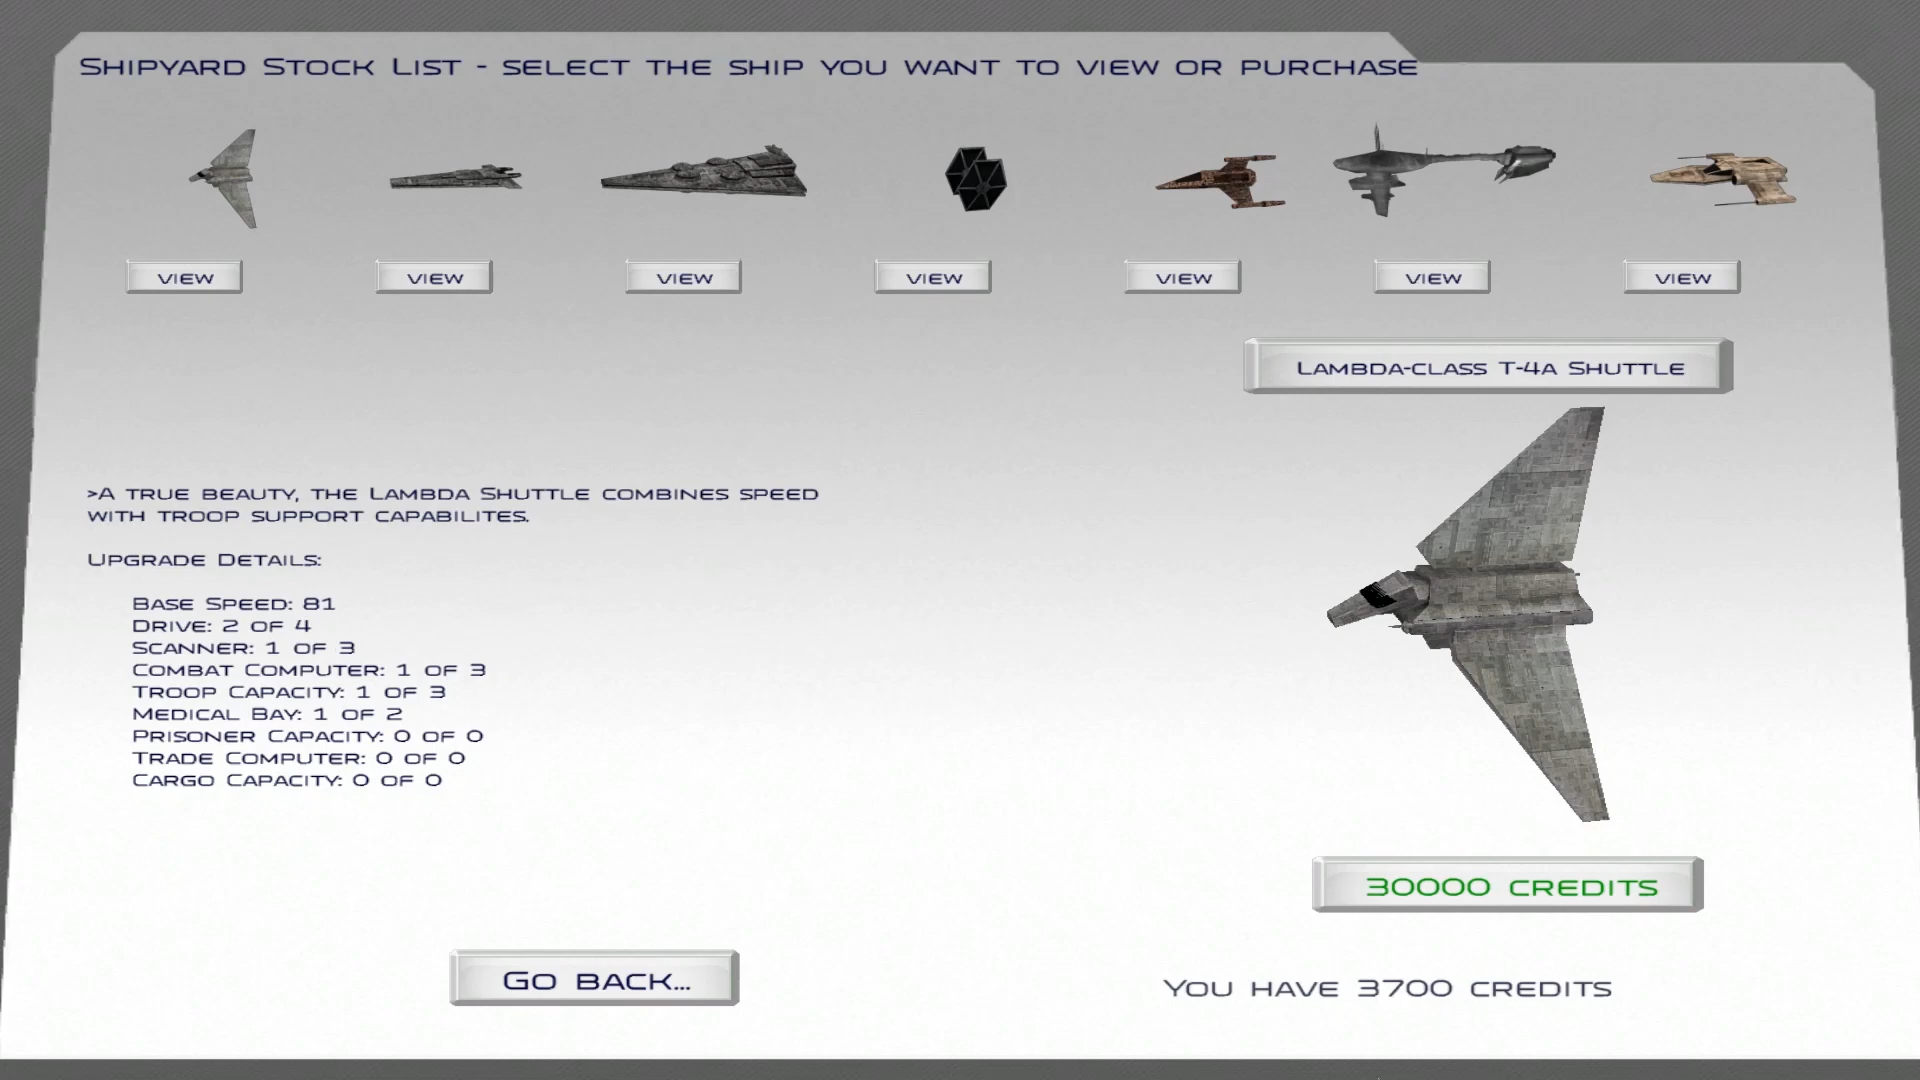 Shipyard Stock List - select the ship you want to view or purchase
view view view view view view view
Lambda-class T-4a Shuttle
>A true beauty, the Lambda Shuttle combines speed
with troop support capabilites.
Upgrade Details:
Base Speed: 81
Drive: 2 of 4
Scanner: 1 of 3
Combat Computer: 1 of 3
Troop Capacity: 1 of 3
Medical Bay: 1 of 2
Prisoner Capacity: 0 of 0
Trade Computer: 0 of 0
Cargo Capacity: 0 of 0
30000 credits
Go back...
You have 3700 credits